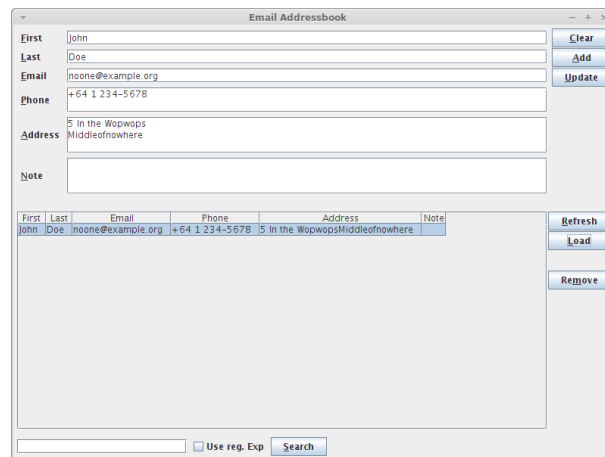 Email Addressbook
First John Clear
Last Doe Add
Email noone@example.org Update
Phone +64 1 234-5678
Address 5 In the Wopwops
Middleofnowhere
Note
First Last Email Phone Address Note
John Doe noone@example.org +64 1 234-5678 5 In the WopwopsMiddleofnowhere
Refresh
Load
Remove
Use reg. Exp Search